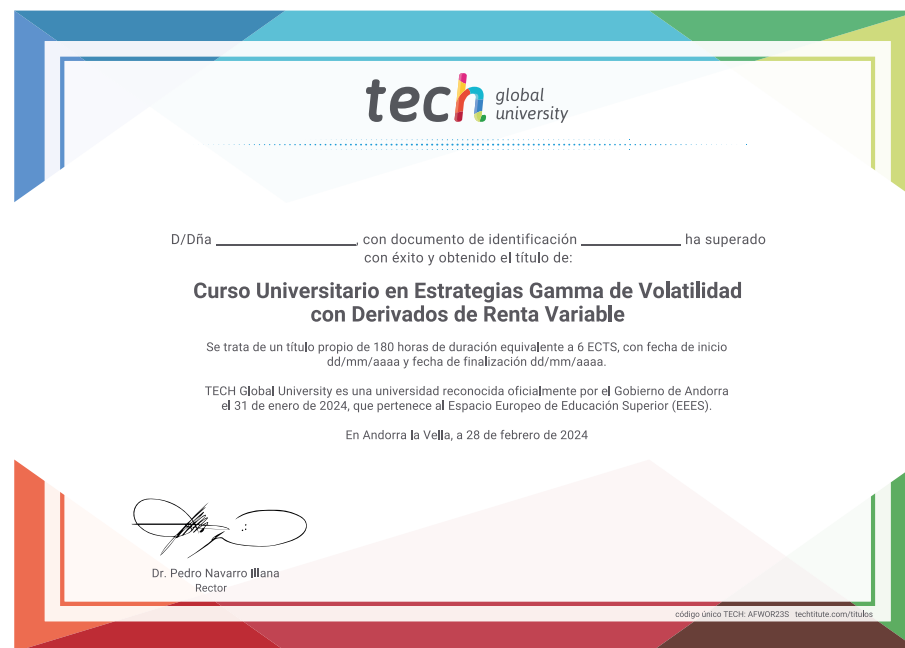 tech global university
D/Dña ______________, con documento de identificación __________ ha superado
con éxito y obtenido el título de:
Curso Universitario en Estrategias Gamma de Volatilidad
con Derivados de Renta Variable
Se trata de un título propio de 180 horas de duración equivalente a 6 ECTS, con fecha de inicio
dd/mm/aaaa y fecha de finalización dd/mm/aaaa.
TECH Global University es una universidad reconocida oficialmente por el Gobierno de Andorra
el 31 de enero de 2024, que pertenece al Espacio Europeo de Educación Superior (EEES).
En Andorra la Vella, a 28 de febrero de 2024
Dr. Pedro Navarro Illana
Rector
código único TECH: AFWOR23S techtitute.com/titulos